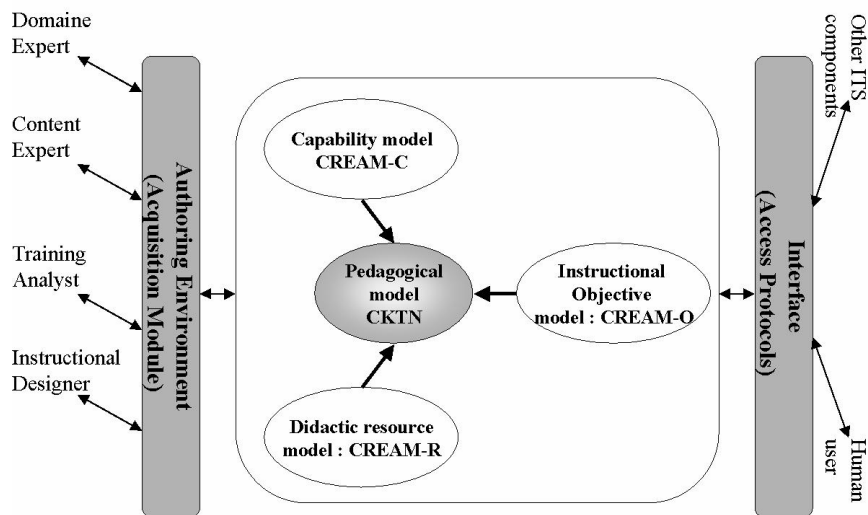 Domaine
Expert
Content
Expert
Training
Analyst
Instructional
Designer
Authoring Environment
(Acquisition Module)
Capability model
CREAM-C
Pedagogical
model
CKTN
Instructional
Objective
model : CREAM-O
Didactic resource
model : CREAM-R
Interface
(Access Protocols)
Other ITS
components
Human
user